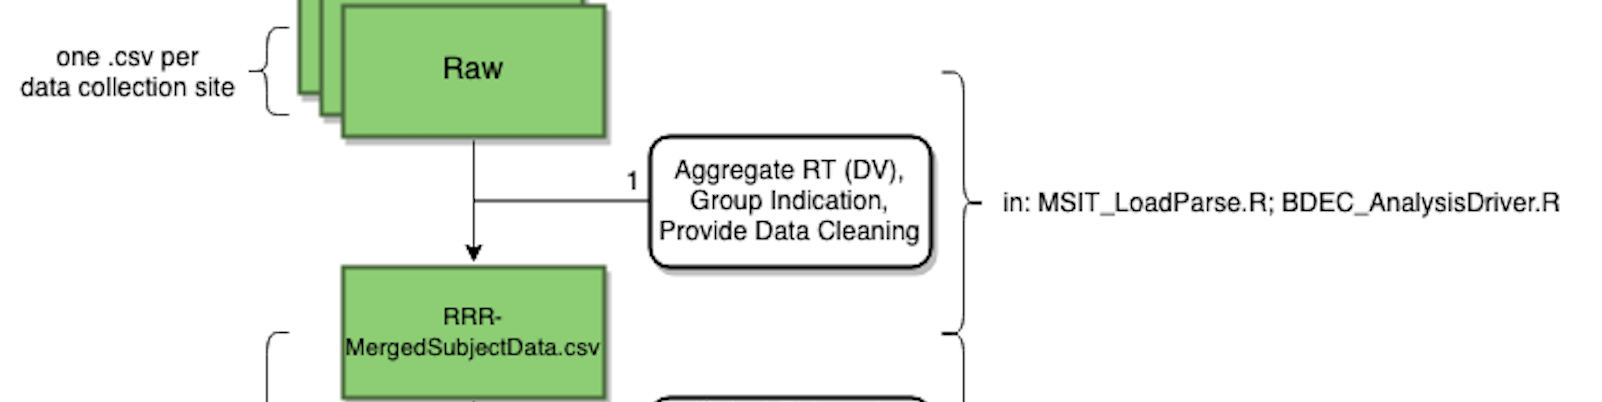 one .csv per
data collection site
Raw
1
Aggregate RT (DV),
Group Indication,
Provide Data Cleaning
in: MSIT_LoadParse.R; BDEC_AnalysisDriver.R
RRR-
MergedSubjectData.csv